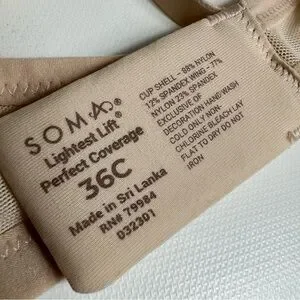 SOMA®
Lightest Lift®
Perfect Coverage
36C
Made in Sri Lanka
RN# 79984
032301
CUP SHELL - 88% NYLON
12% SPANDEX WING - 77%
NYLON 23% SPANDEX
EXCLUSIVE OF
DECORATION HAND WASH
COLD ONLY NON-
CHLORINE BLEACH LAY
FLAT TO DRY DO NOT
IRON